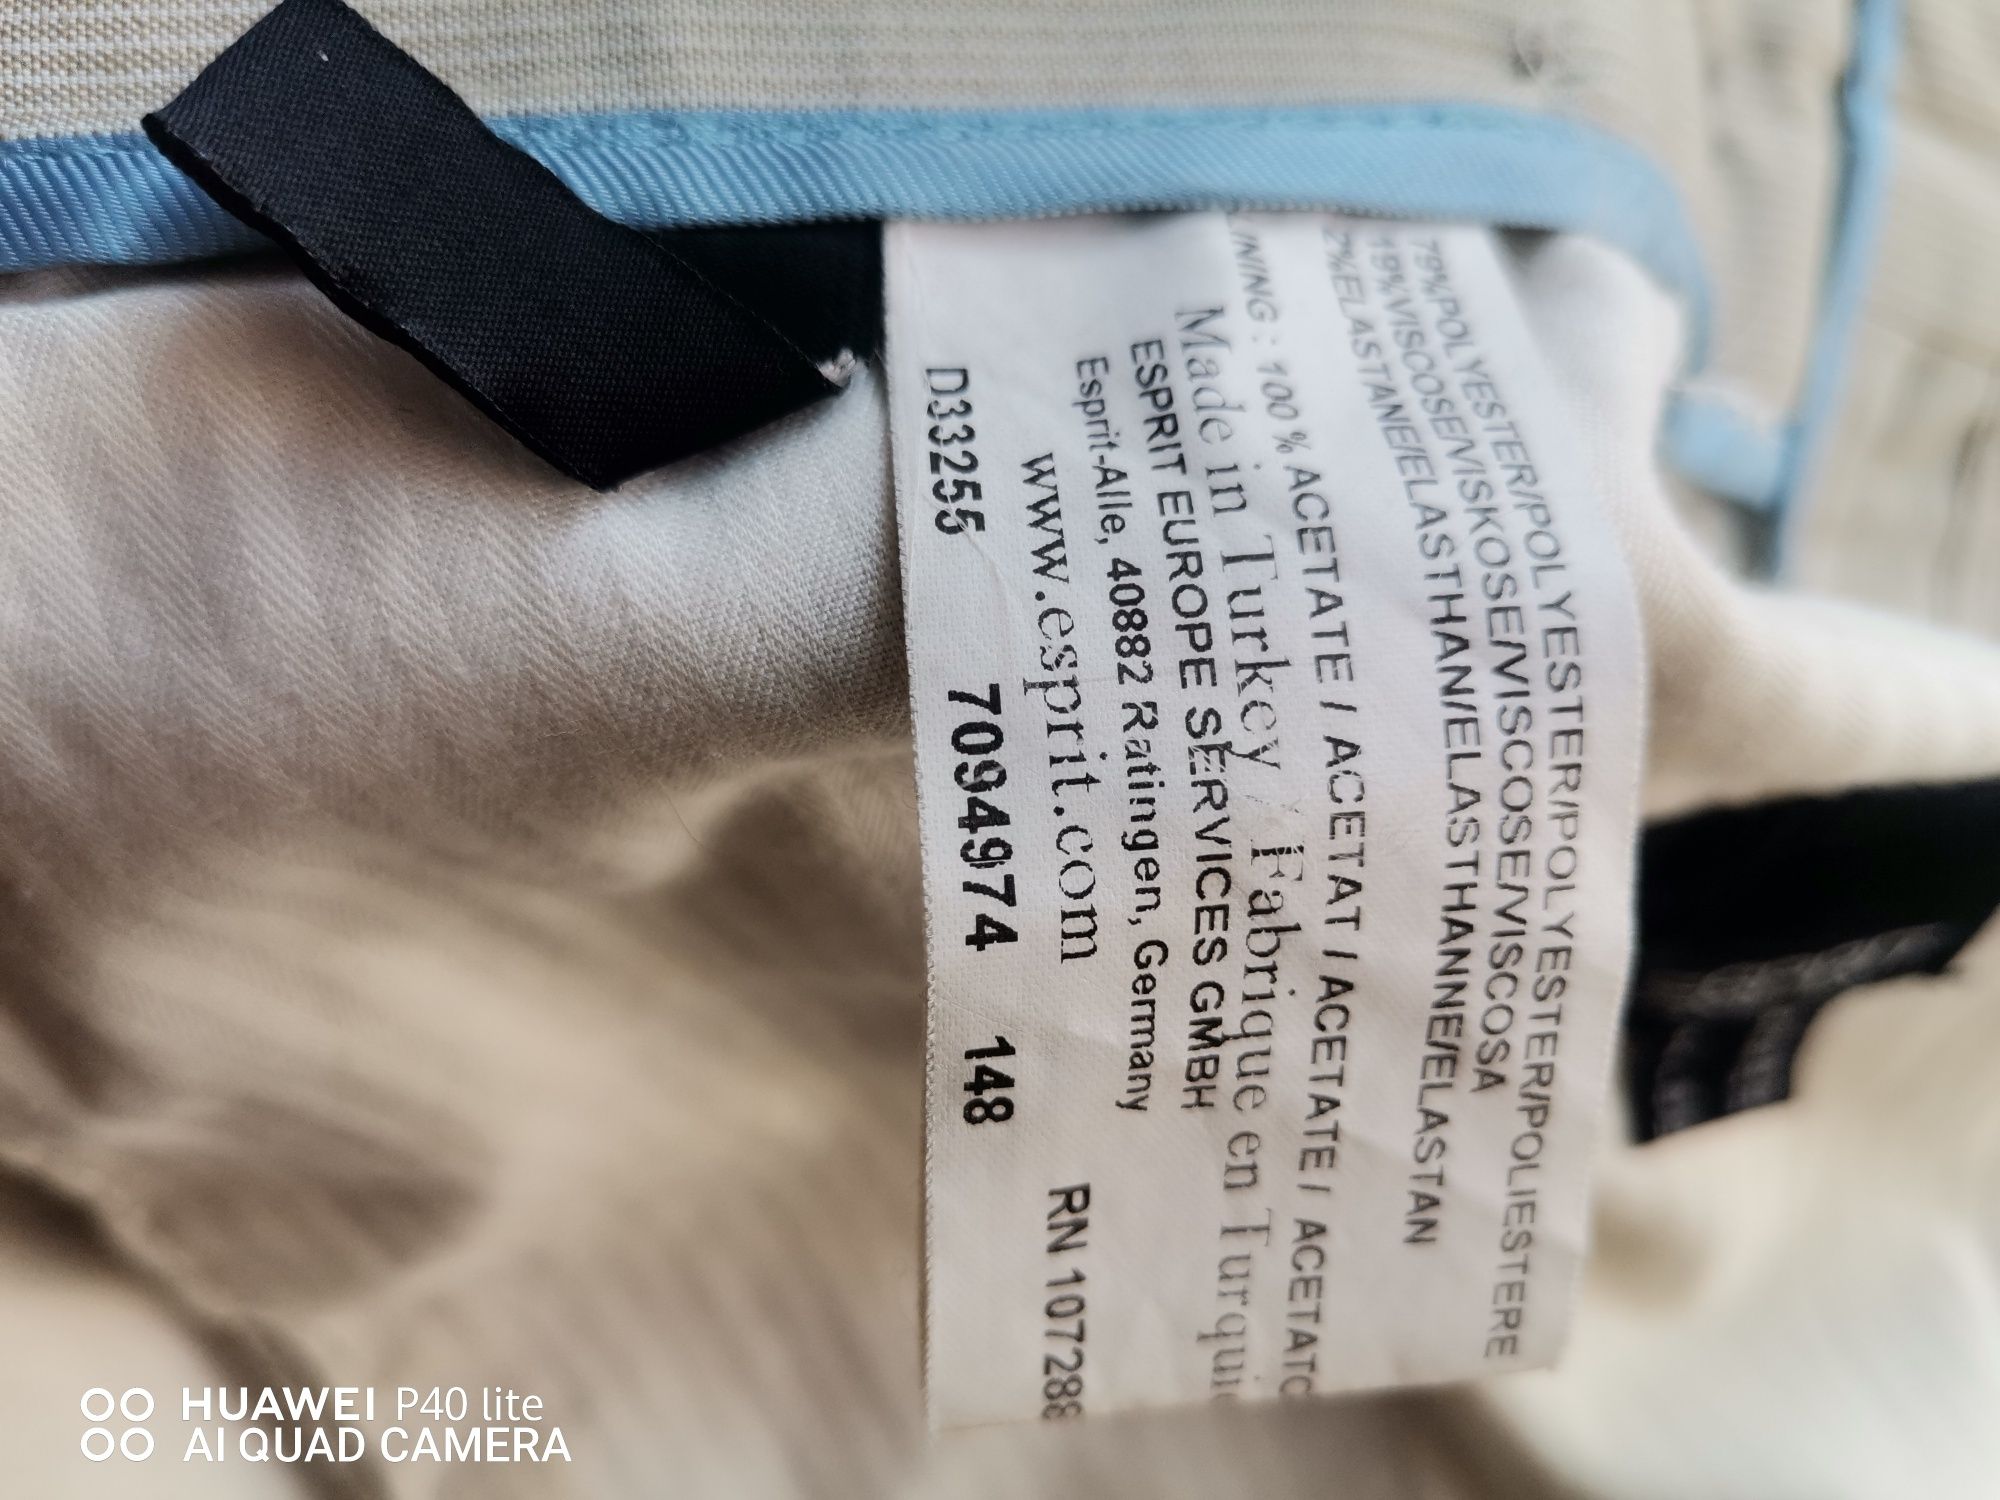 79%POLYESTER/POLYESTER/POLYESTER/POLIESTERE
19%VISCOSE/VISKOSE/VISCOSE/VISCOSA
2%ELASTANE/ELASTHAN/ELASTHANNE/ELASTAN
LINING : 100 % ACETATE / ACETAT / ACETATE / ACETATO
Made in Turkey / Fabrique en Turquie
ESPRIT EUROPE SERVICES GMBH
Esprit-Alle, 40882 Ratingen, Germany
www.esprit.com RN 107288
D33255 7094974 148
HUAWEI P40 lite
AI QUAD CAMERA